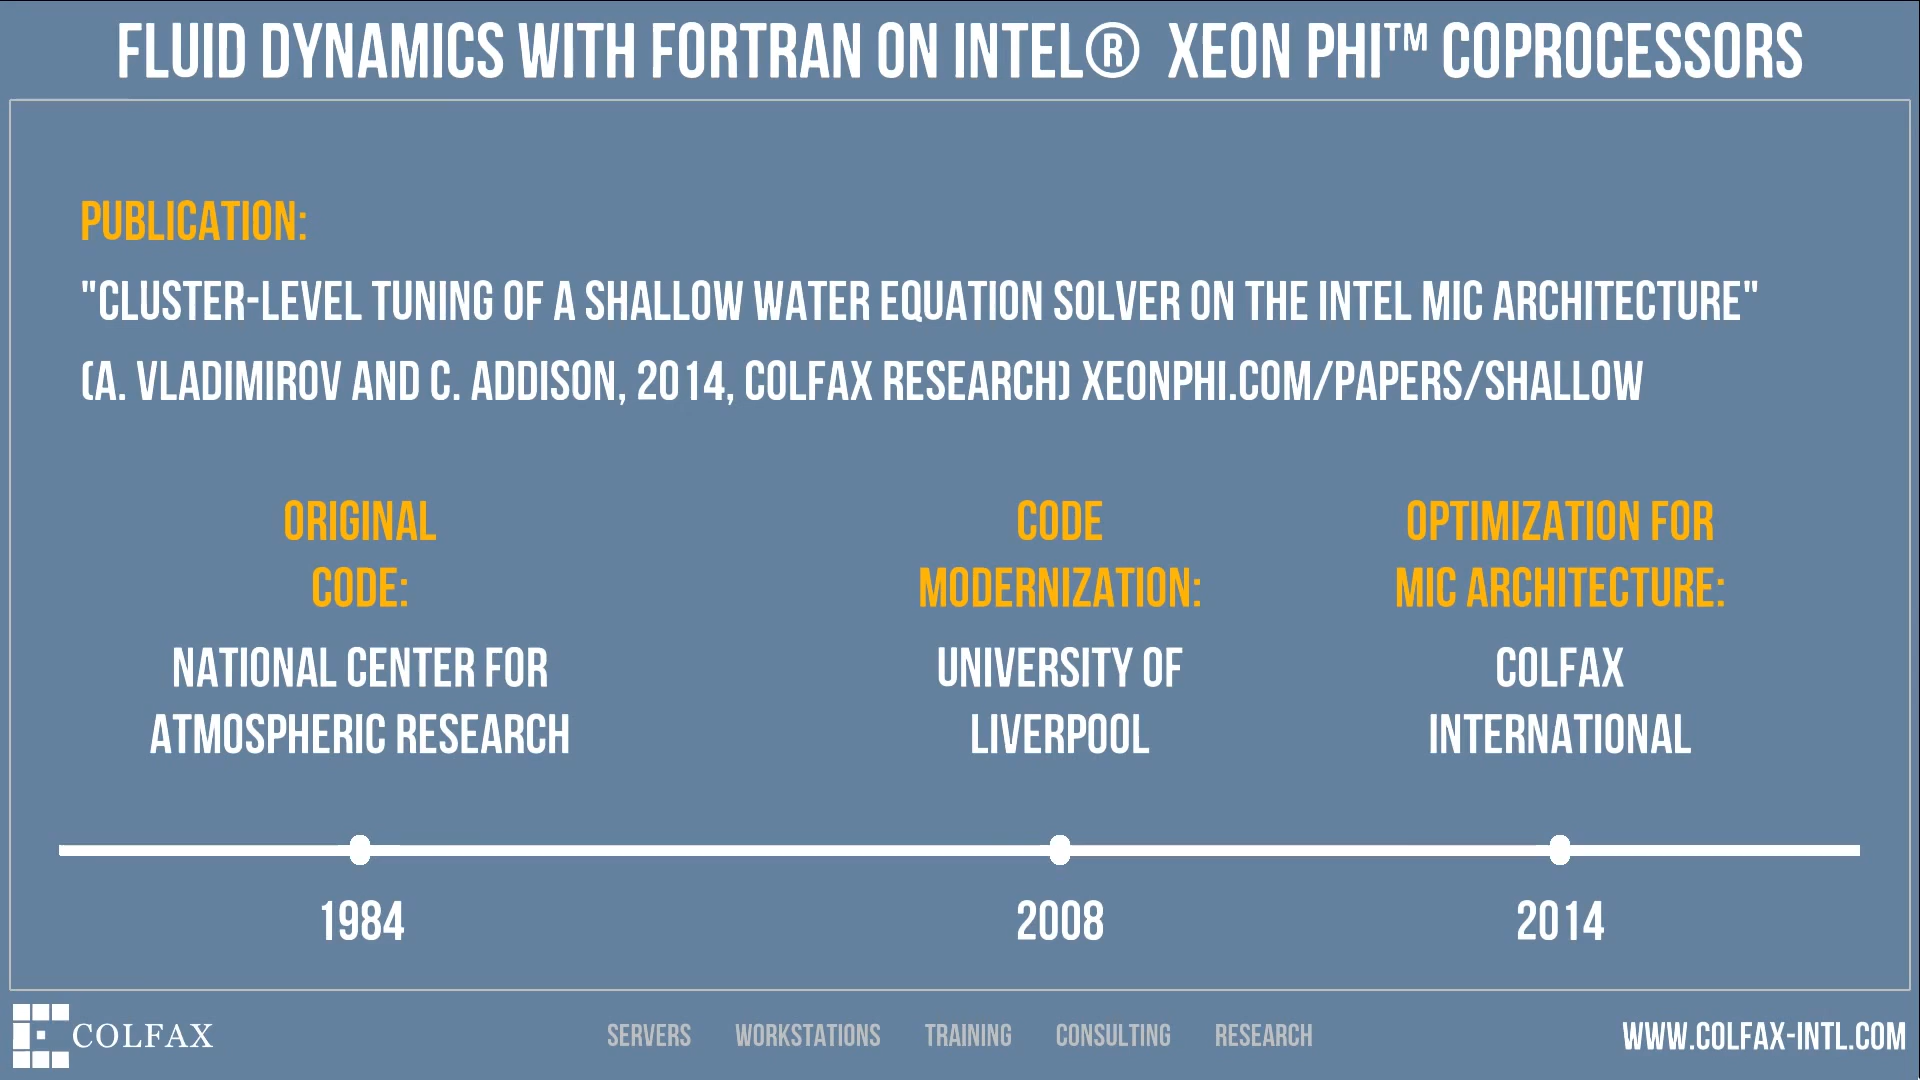 FLUID DYNAMICS WITH FORTRAN ON INTEL® XEON PHI™ COPROCESSORS
PUBLICATION:
"CLUSTER-LEVEL TUNING OF A SHALLOW WATER EQUATION SOLVER ON THE INTEL MIC ARCHITECTURE"
(A. VLADIMIROV AND C. ADDISON, 2014, COLFAX RESEARCH) XEONPHI.COM/PAPERS/SHALLOW
ORIGINAL
CODE:
NATIONAL CENTER FOR
ATMOSPHERIC RESEARCH
1984
CODE
MODERNIZATION:
UNIVERSITY OF
LIVERPOOL
2008
OPTIMIZATION FOR
MIC ARCHITECTURE:
COLFAX
INTERNATIONAL
2014
COLFAX
SERVERS WORKSTATIONS TRAINING CONSULTING RESEARCH
WWW.COLFAX-INTL.COM